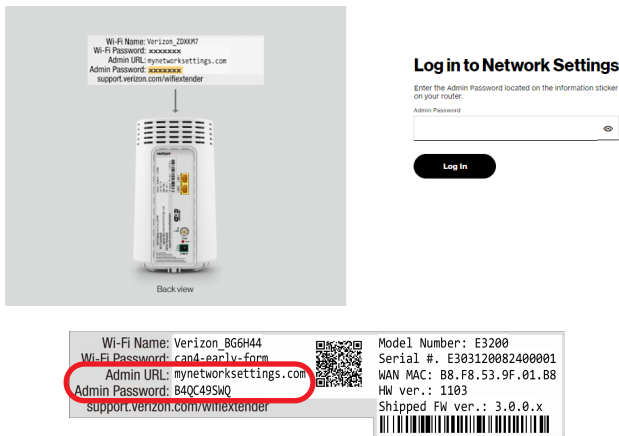 Wi-Fi Name: Verizon_ZDXKM7
Wi-Fi Password: xxxxxxx
Admin URL: mynetworksettings.com
Admin Password: xxxxxxx
support.verizon.com/wifiextender
Back view
Log in to Network Settings
Enter the Admin Password located on the information sticker
on your router.
Admin Password
Log In
Wi-Fi Name: Verizon_BG6H44
Wi-Fi Password: can4-early-form
Admin URL: mynetworksettings.com
Admin Password: B4QC49SWQ
support.verizon.com/wifiextender
Model Number: E3200
Serial #. E303120082400001
WAN MAC: B8.F8.53.9F.01.B8
HW ver.: 1103
Shipped FW ver.: 3.0.0.x